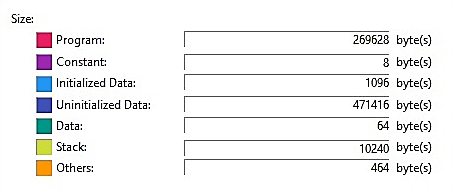 Size:
Program: 269628 byte(s)
Constant: 8 byte(s)
Initialized Data: 1096 byte(s)
Uninitialized Data: 471416 byte(s)
Data: 64 byte(s)
Stack: 10240 byte(s)
Others: 464 byte(s)